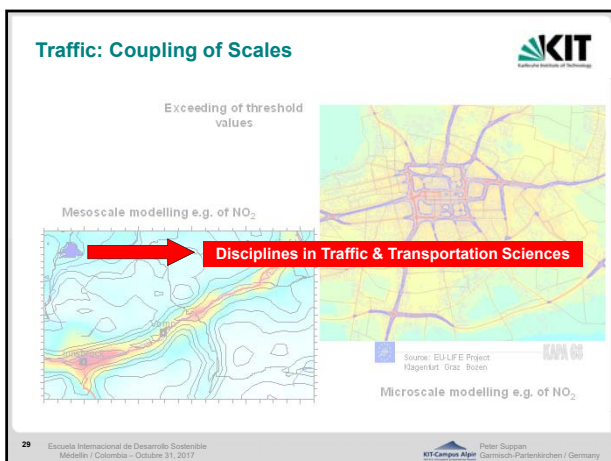 Traffic: Coupling of Scales
KIT
Karlsruhe Institute of Technology
Exceeding of threshold
values
Mesoscale modelling e.g. of NO₂
Disciplines in Traffic & Transportation Sciences
Source: EU-LIFE Project
Klagenfurt Graz Bozen
KAPA GS
Microscale modelling e.g. of NO₂
29
Escuela Internacional de Desarrollo Sostenible
Médellin / Colombia – Octubre 31, 2017
KIT-Campus Alpin
Peter Suppan
Garmisch-Partenkirchen / Germany